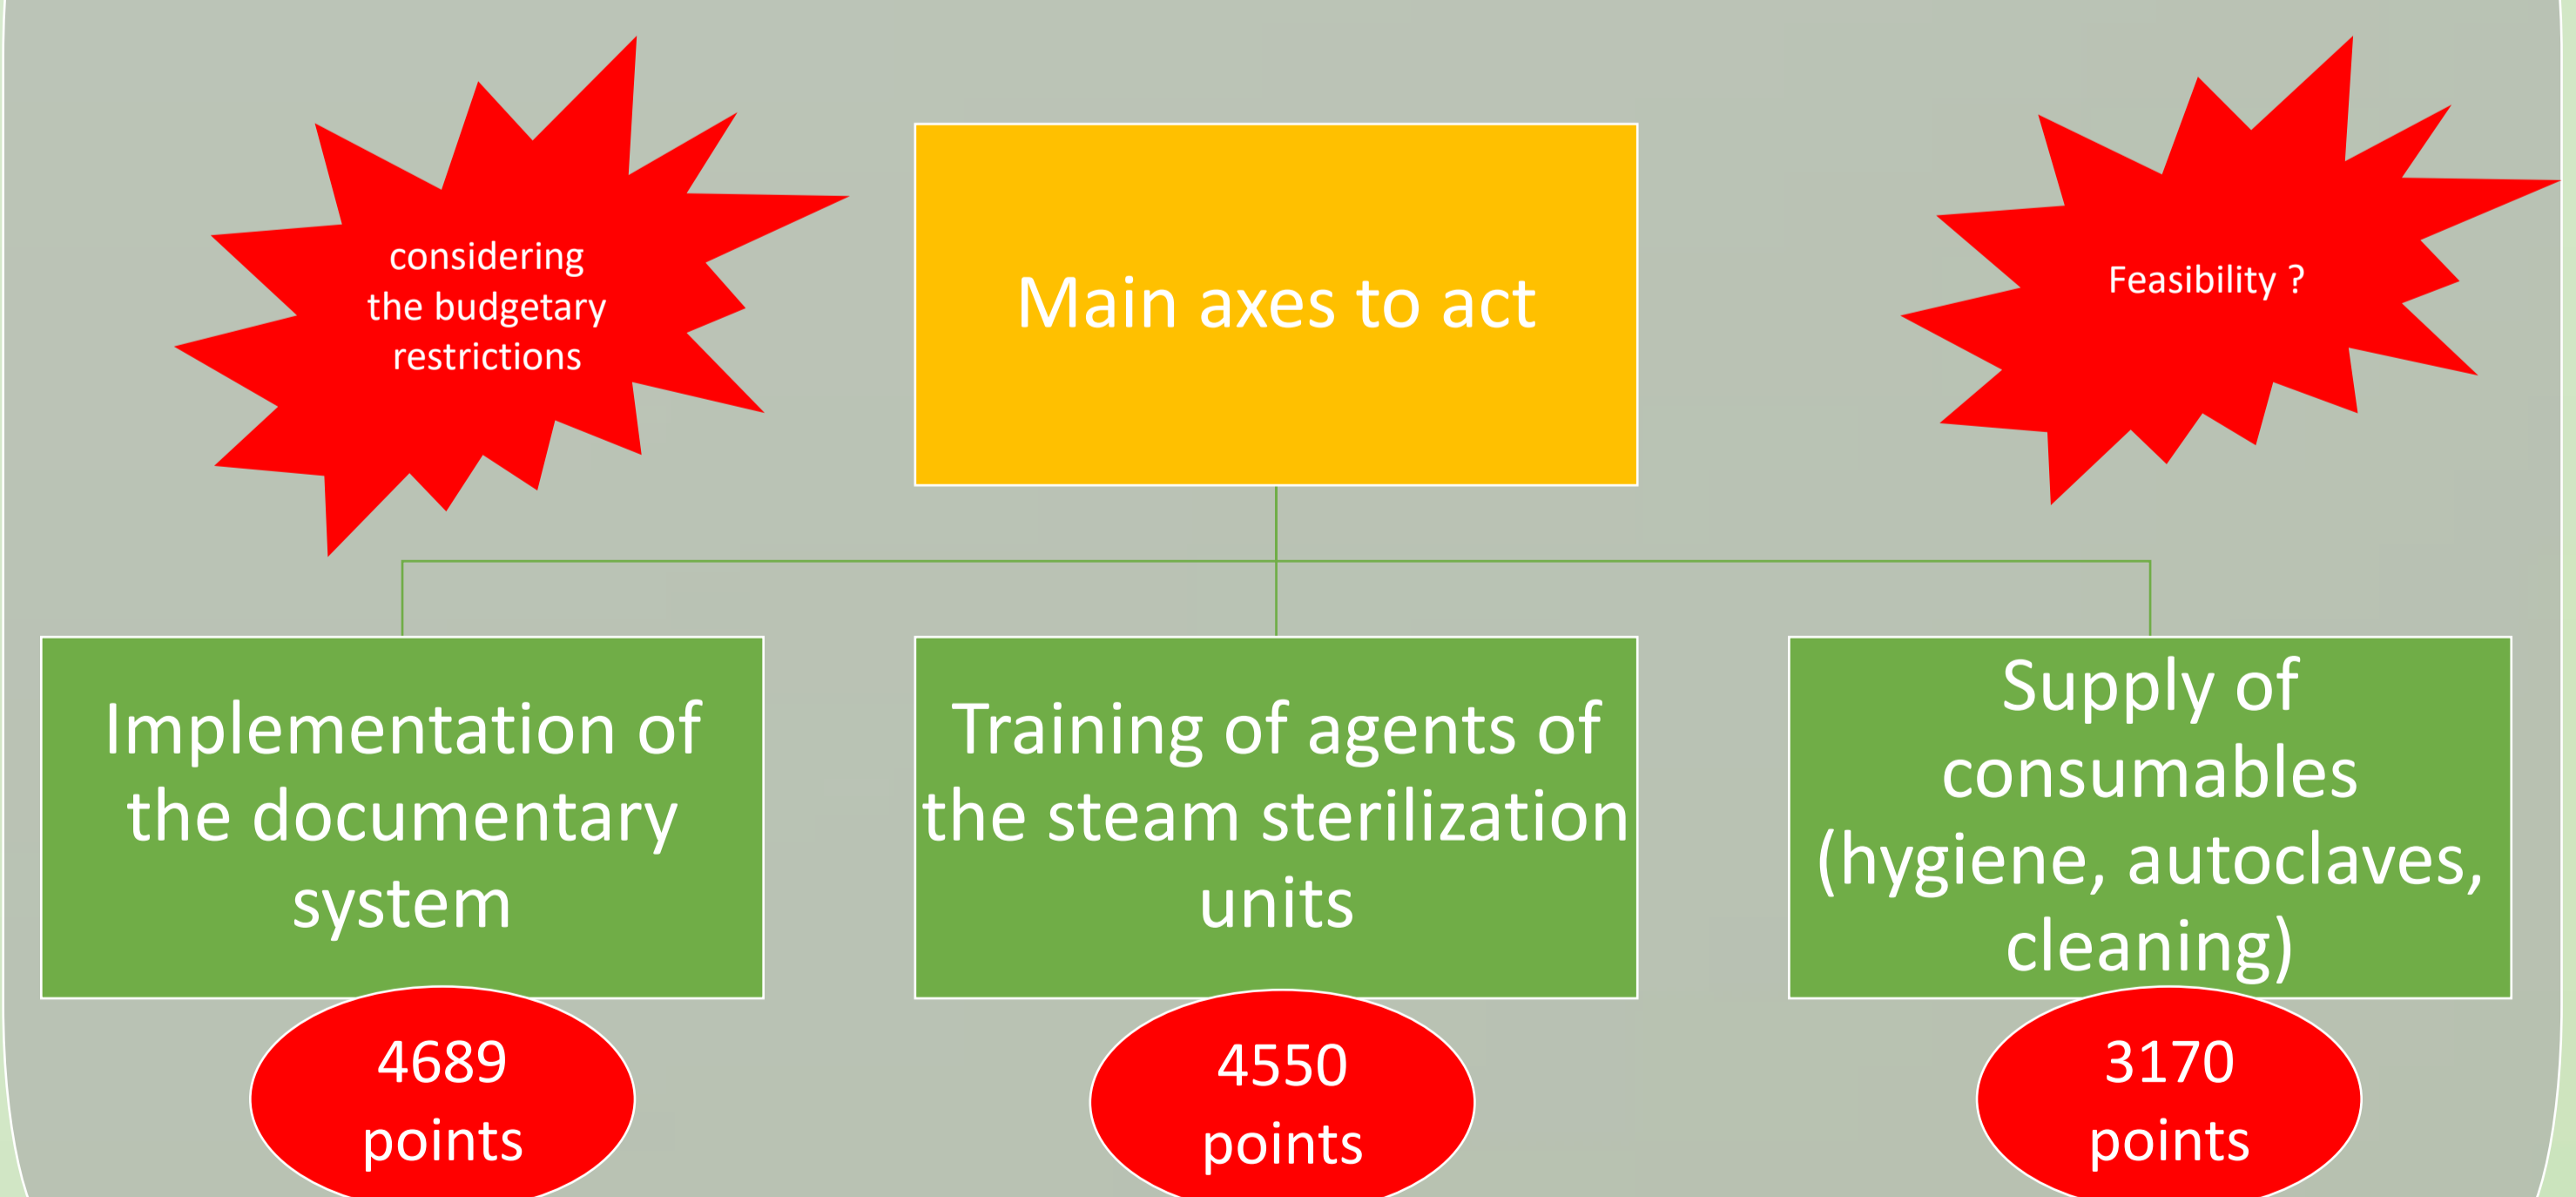 considering
the budgetary
restrictions
Main axes to act
Feasibility ?
Implementation of
the documentary
system
Training of agents of
the steam sterilization
units
Supply of
consumables
(hygiene, autoclaves,
cleaning)
4689
points
4550
points
3170
points